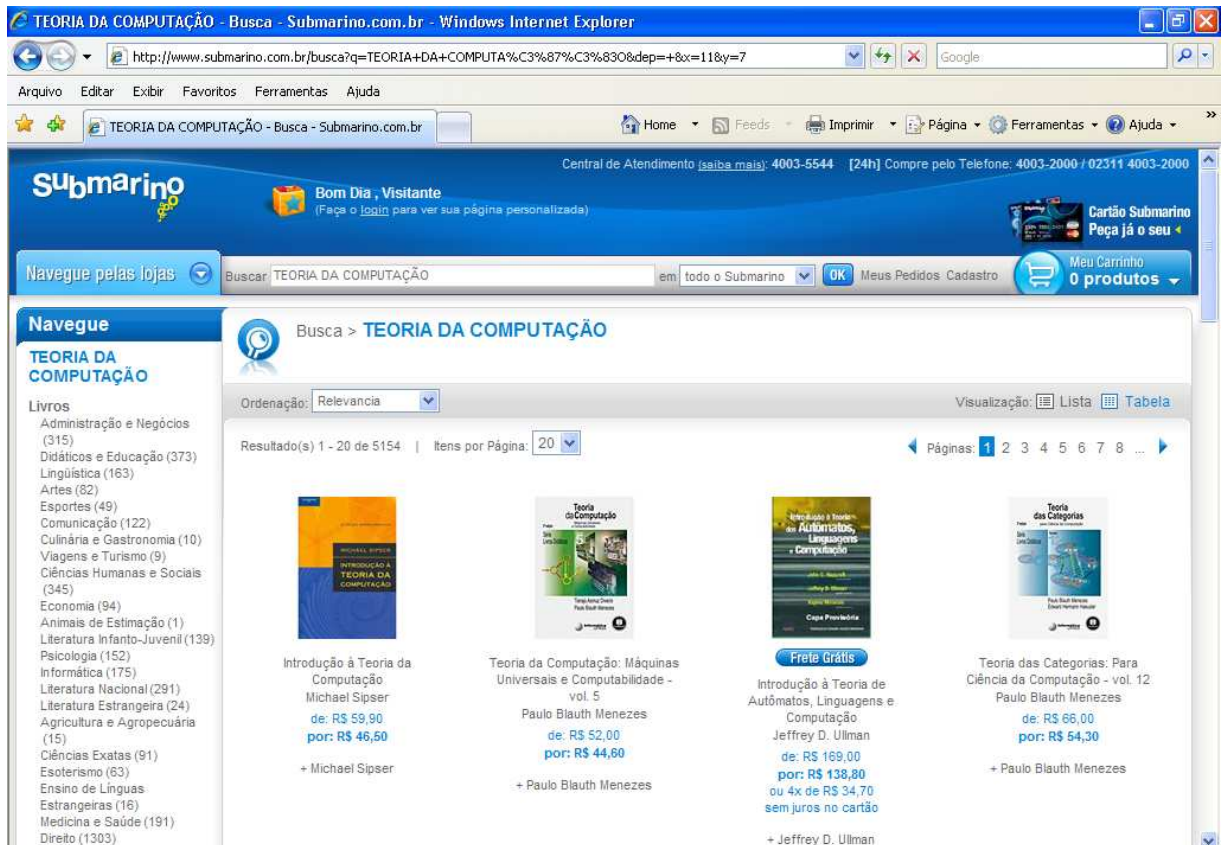 TEORIA DA COMPUTAÇÃO - Busca - Submarino.com.br - Windows Internet Explorer
http://www.submarino.com.br/busca?q=TEORIA+DA+COMPUTA%C3%87%C3%83O&dep=+&x=11&y=7
Google
Arquivo Editar Exibir Favoritos Ferramentas Ajuda
TEORIA DA COMPUTAÇÃO - Busca - Submarino.com.br
Home Feeds Imprimir Página Ferramentas Ajuda »
Central de Atendimento (saiba mais): 4003-5544 [24h] Compre pelo Telefone: 4003-2000 / 02311 4003-2000
Submarino
Bom Dia , Visitante
(Faça o login para ver sua página personalizada)
Cartão Submarino
Peça já o seu
Navegue pelas lojas
Buscar TEORIA DA COMPUTAÇÃO em todo o Submarino OK Meus Pedidos Cadastro
Meu Carrinho
0 produtos
Navegue
TEORIA DA
COMPUTAÇÃO
Livros
Administração e Negócios
(315)
Didáticos e Educação (373)
Lingüística (163)
Artes (82)
Esportes (49)
Comunicação (122)
Culinária e Gastronomia (10)
Viagens e Turismo (9)
Ciências Humanas e Sociais
(345)
Economia (94)
Animais de Estimação (1)
Literatura Infanto-Juvenil (139)
Psicologia (152)
Informática (175)
Literatura Nacional (291)
Literatura Estrangeira (24)
Agricultura e Agropecuária
(15)
Ciências Exatas (91)
Esoterismo (63)
Ensino de Línguas
Estrangeiras (16)
Medicina e Saúde (191)
Direito (1303)
Busca > TEORIA DA COMPUTAÇÃO
Ordenação: Relevancia
Visualização: Lista Tabela
Resultado(s) 1 - 20 de 5154 | Itens por Página: 20
Páginas: 1 2 3 4 5 6 7 8 ...
MICHAEL SIPSER
INTRODUÇÃO À
TEORIA DA
COMPUTAÇÃO
Introdução à Teoria da
Computação
Michael Sipser
de: R$ 59,90
por: R$ 46,50
+ Michael Sipser
Teoria
da Computação
5
Teoria da Computação: Máquinas
Universais e Computabilidade -
vol. 5
Paulo Blauth Menezes
de: R$ 52,00
por: R$ 44,60
+ Paulo Blauth Menezes
Introdução à Teoria
dos Autômatos,
Linguagens
e Computação
Capa Provisória
Frete Grátis
Introdução à Teoria de
Autômatos, Linguagens e
Computação
Jeffrey D. Ullman
de: R$ 169,00
por: R$ 138,80
ou 4x de R$ 34,70
sem juros no cartão
+ Jeffrey D. Ullman
Teoria
das Categorias
Teoria das Categorias: Para
Ciência da Computação - vol. 12
Paulo Blauth Menezes
de: R$ 66,00
por: R$ 54,30
+ Paulo Blauth Menezes